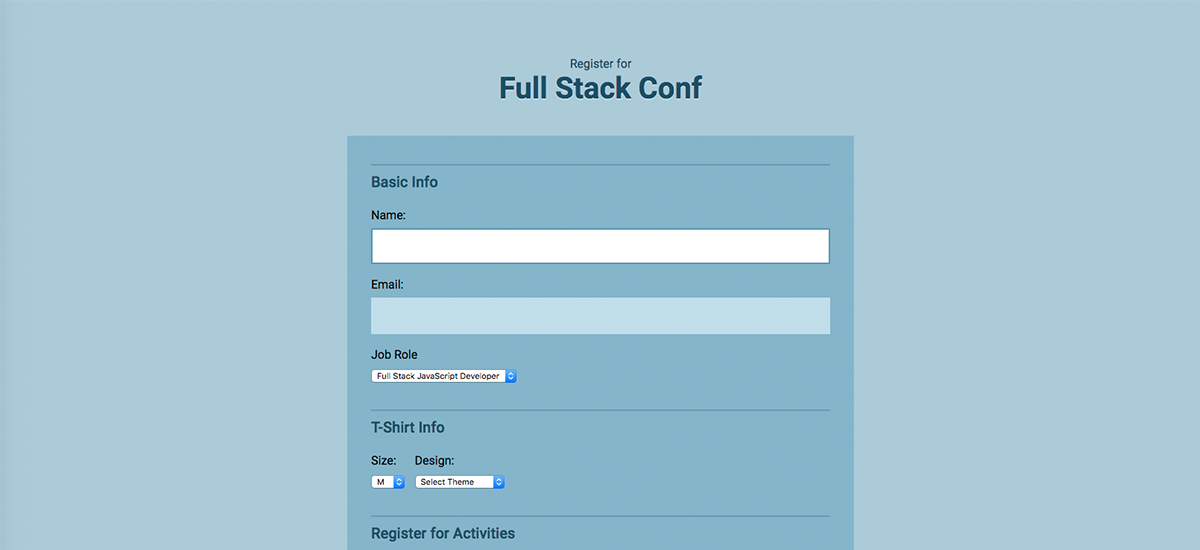 Register for
Full Stack Conf
Basic Info
Name:
Email:
Job Role
Full Stack JavaScript Developer
T-Shirt Info
Size: Design:
M Select Theme
Register for Activities